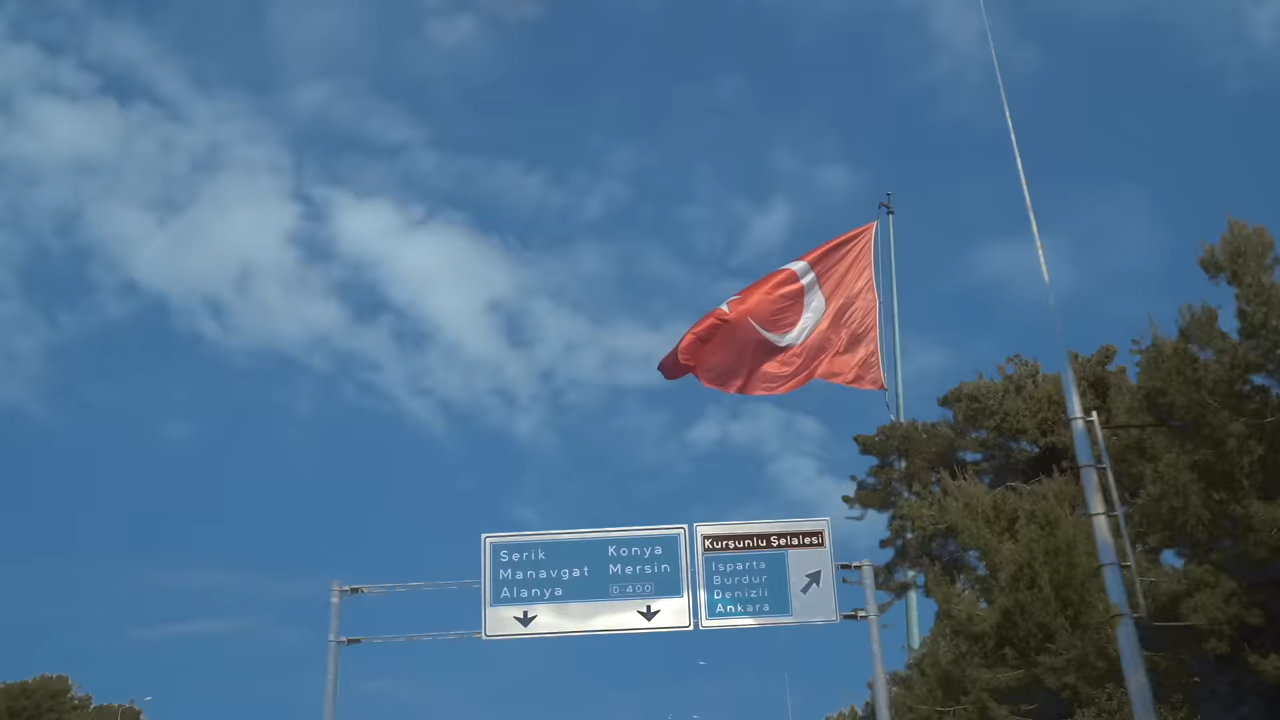 Serik
Manavgat
Alanya
Konya
Mersin
D-400
Kurşunlu Şelalesi
Isparta
Burdur
Denizli
Ankara